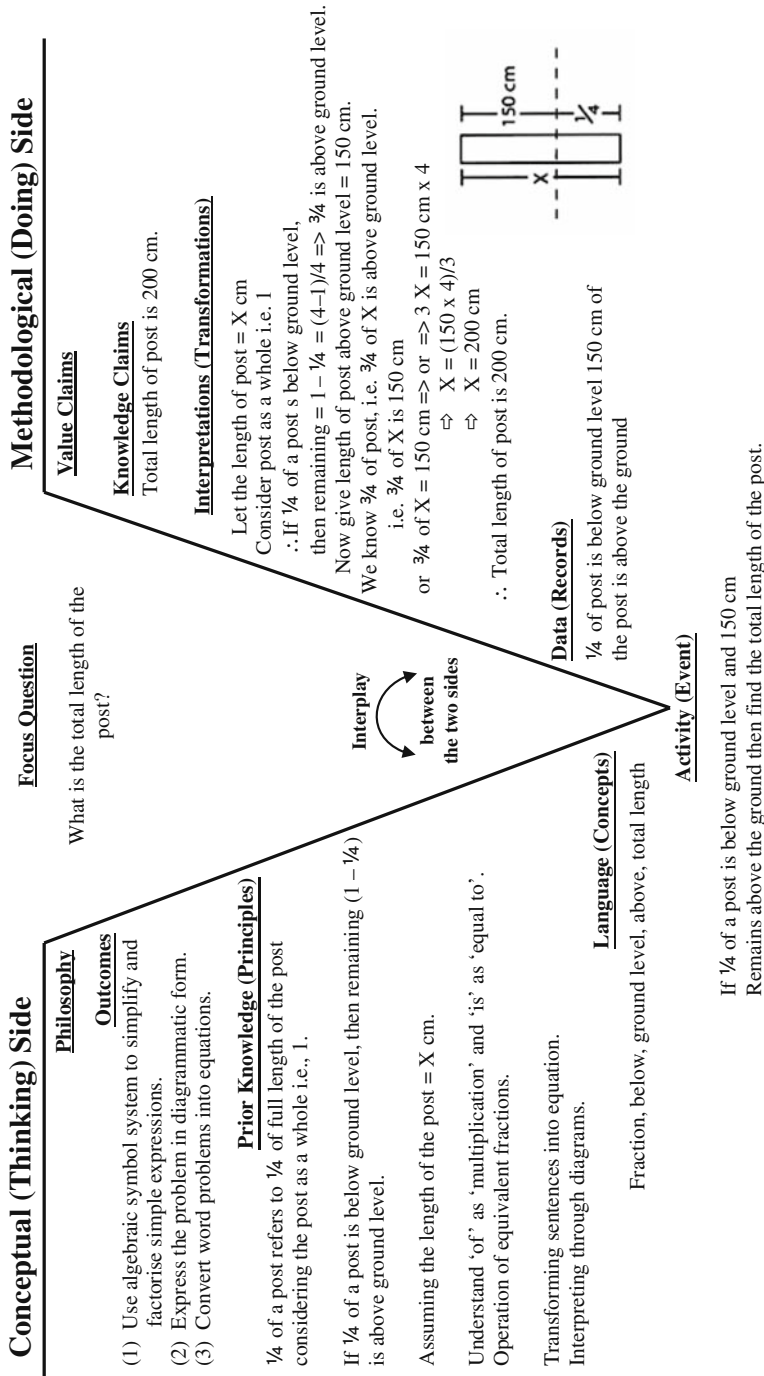 Conceptual (Thinking) Side
Philosophy
Outcomes
(1) Use algebraic symbol system to simplify and
factorise simple expressions.
(2) Express the problem in diagrammatic form.
(3) Convert word problems into equations.
Prior Knowledge (Principles)
¼ of a post refers to ¼ of full length of the post
considering the post as a whole i.e., 1.
If ¼ of a post is below ground level, then remaining (1 – ¼)
is above ground level.
Assuming the length of the post = X cm.
Understand ‘of’ as ‘multiplication’ and ‘is’ as ‘equal to’.
Operation of equivalent fractions.
Transforming sentences into equation.
Interpreting through diagrams.
Language (Concepts)
Fraction, below, ground level, above, total length
Focus Question
What is the total length of the
post?
Interplay
between
the two sides
Activity (Event)
If ¼ of a post is below ground level and 150 cm
Remains above the ground then find the total length of the post.
Methodological (Doing) Side
Value Claims
Knowledge Claims
Total length of post is 200 cm.
Interpretations (Transformations)
Let the length of post = X cm
Consider post as a whole i.e. 1
∴If ¼ of a post s below ground level,
then remaining = 1 – ¼ = (4–1)/4 => ¾ is above ground level.
Now give length of post above ground level = 150 cm.
We know ¾ of post, i.e. ¾ of X is above ground level.
i.e. ¾ of X is 150 cm
or ¾ of X = 150 cm => or => 3 X = 150 cm x 4
⇨ X = (150 x 4)/3
⇨ X = 200 cm
∴ Total length of post is 200 cm.
X
150 cm
¼
Data (Records)
¼ of post is below ground level 150 cm of
the post is above the ground